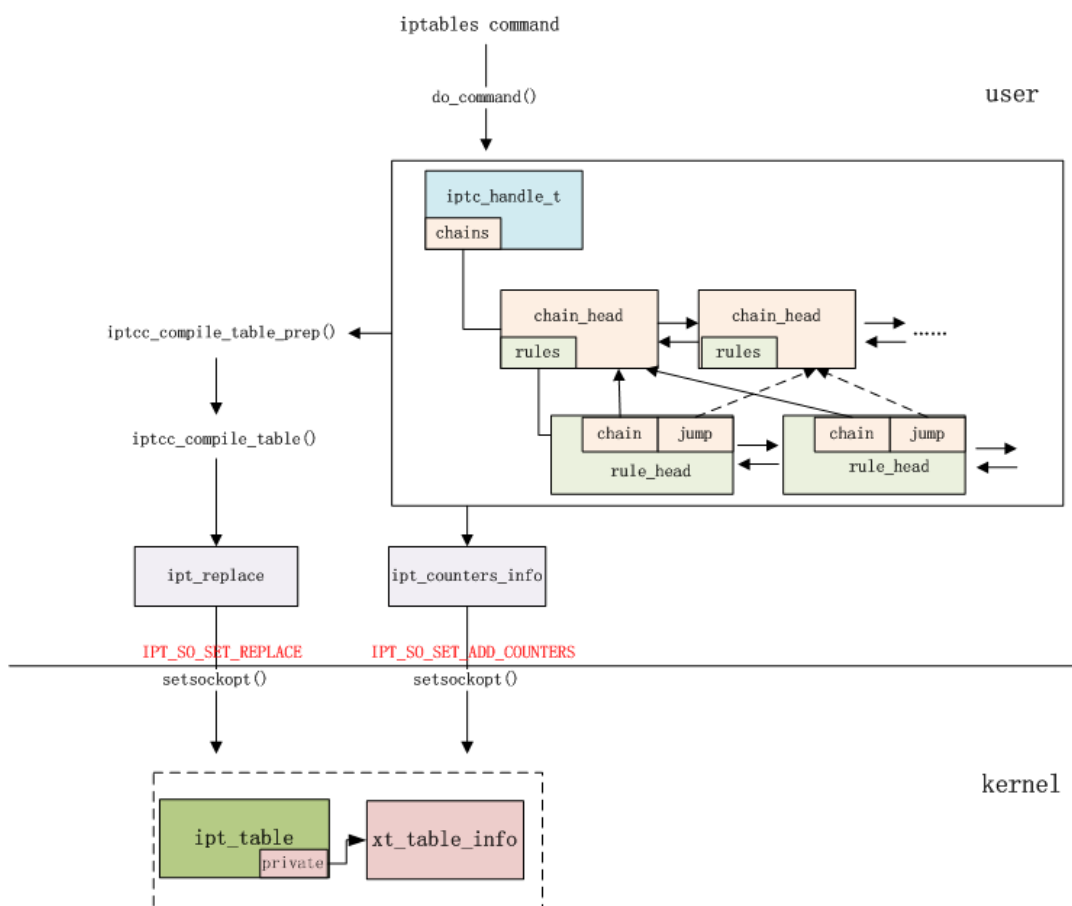 iptables command
do_command()
user
iptc_handle_t
chains
chain_head
chain_head
......
rules
rules
iptcc_compile_table_prep()
chain
jump
chain
jump
rule_head
rule_head
iptcc_compile_table()
ipt_replace
ipt_counters_info
IPT_SO_SET_REPLACE
IPT_SO_SET_ADD_COUNTERS
setsockopt()
setsockopt()
kernel
ipt_table
private
xt_table_info